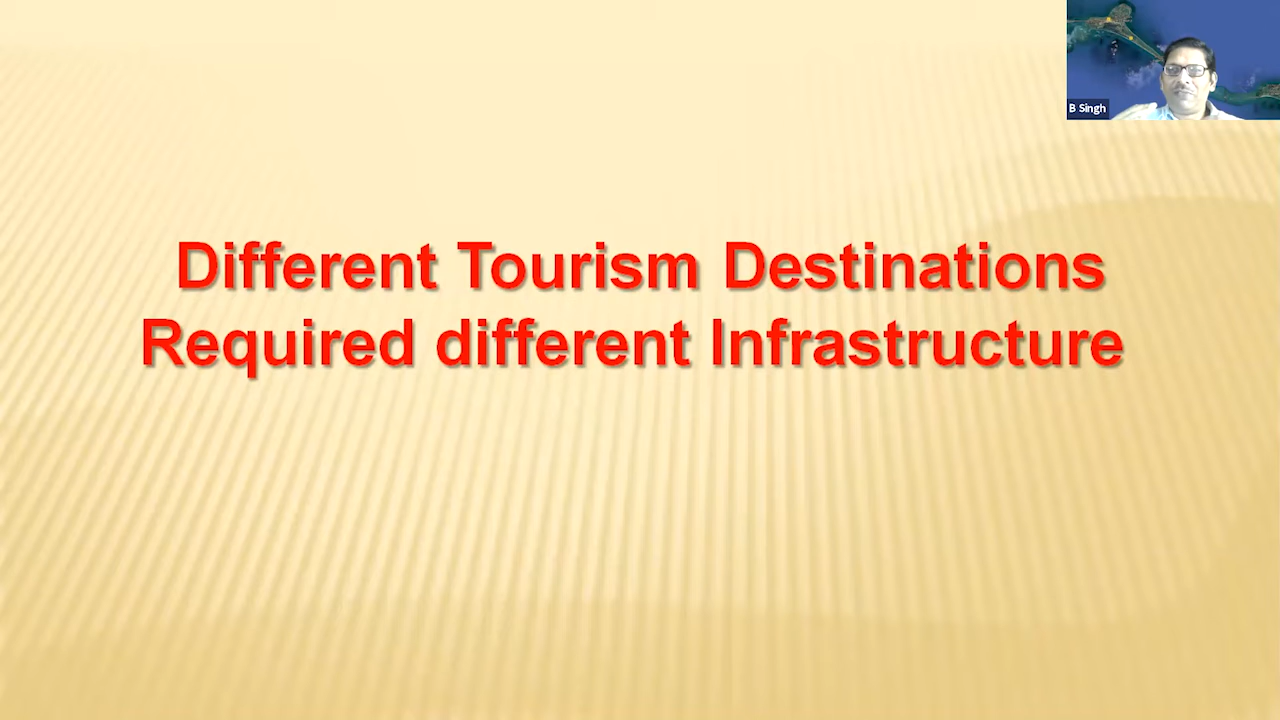 B Singh
Different Tourism Destinations
Required different Infrastructure